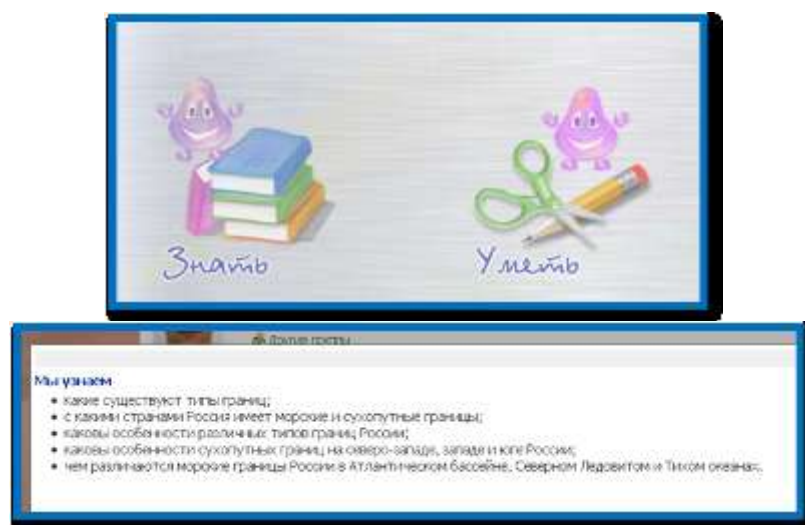 Знать
Уметь
Другие группы
Мы узнаем
• какие существуют типы границ;
• с какими странами Россия имеет морские и сухопутные границы;
• каковы особенности различных типов границ России;
• каковы особенности сухопутных границ на северо-западе, западе и юге России;
• чем различаются морские границы России в Атлантическом бассейне, Северном Ледовитом и Тихом океанах.